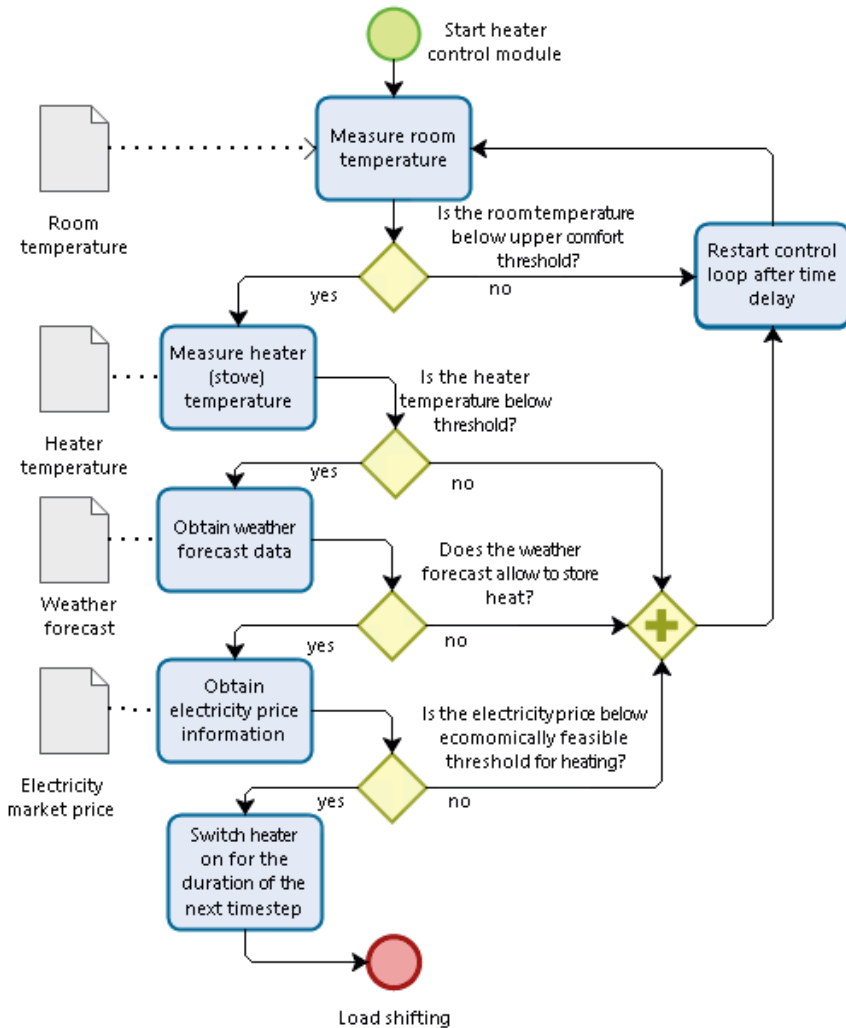 Start heater
control module
Measure room
temperature
Room
temperature
Is the room temperature
below upper comfort
threshold?
yes
no
Restart control
loop after time
delay
Measure heater
(stove)
temperature
Heater
temperature
Is the heater
temperature below
threshold?
yes
no
Obtain weather
forecast data
Weather
forecast
Does the weather
forecast allow to store
heat?
yes
no
Obtain
electricity price
information
Electricity
market price
Is the electricity price below
ecomomically feasible
threshold for heating?
yes
no
Switch heater
on for the
duration of the
next timestep
Load shifting